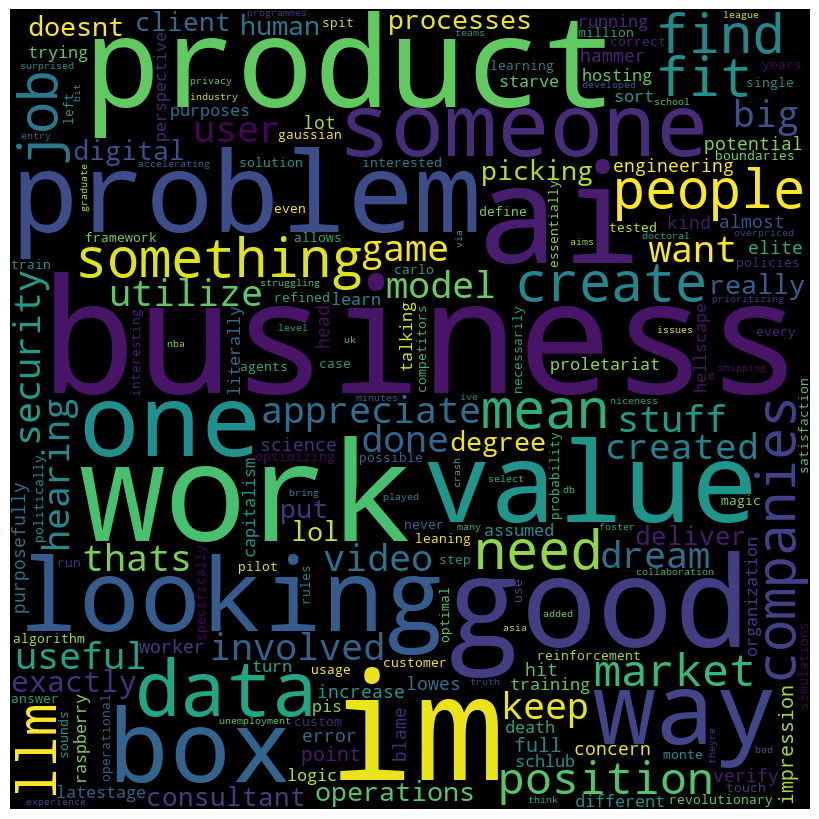 programmes
league
doesnt
client
human
spit
processes
running
find
product
teams
million
correct
surprised
trying
perspective
privacy
learning
hammer
fit
industry
starve
hosting
years
left
bit
purposes
developed
sort
single
school
job
user
lot
someone
big
entry
digital
gaussian
potential
boundaries
accelerating
solution
interested
picking
engineering
problem
ai
people
graduate
even
define
essentially
tested
kind
almost
overpriced
framework
via
doctoral
something
game
allows
carlo
aims
want
policies
elite
train
struggling
utilize
refined
learn
model
create
really
prioritizing
security
level
uk
head
talking
competitors
necessarily
issues
every
nba
interesting
literally
agents
case
proletariat
hellscape
g
shipping
business
minutes
ive
niceness
one
appreciate
mean
stuff
hearing
science
optimizing
done
degree
probability
created
companies
satisfaction
politically
possible
crash
select
db
work
value
magic
purposefully
capitalism
put
bring
played
never
many
foster
lol
leaning
assumed
deliver
thats
video
need
dream
run
specifically
pilot
step
collaboration
looking
good
rules
optimal
use
added
organization
asia
algorithm
worker
involved
customer
reinforcement
simulations
useful
turn
usage
hit
market
answer
exactly
data
increase
lowes
training
way
truth
pis
keep
unemployment
custom
death
theyre
bad
llm
sounds
raspberry
operational
box
error
blame
im
full
concern
verify
impression
point
schlub
monte
touch
logic
position
latestage
experience
consultant
operations
think
different
revolutionary